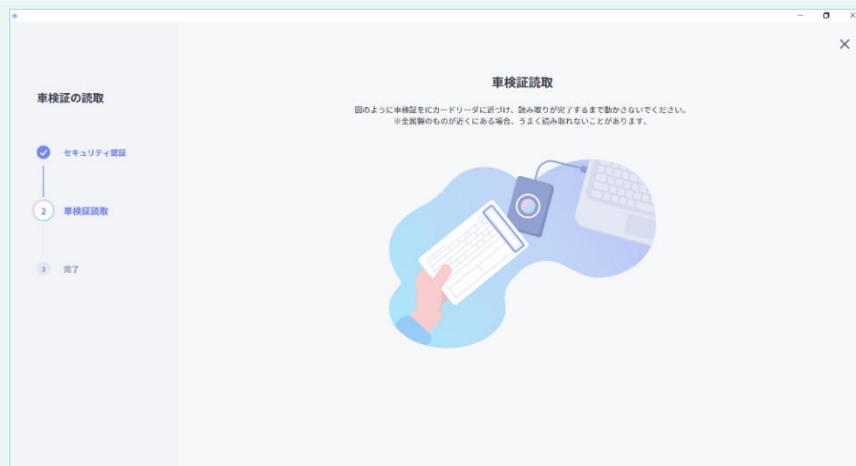 車検証の読取
セキュリティ認証
2 車検証読取
3 完了
車検証読取
図のように車検証をICカードリーダに近づけ、読み取りが完了するまで動かさないでください。
※金属製のものが近くにある場合、うまく読み取れないことがあります。